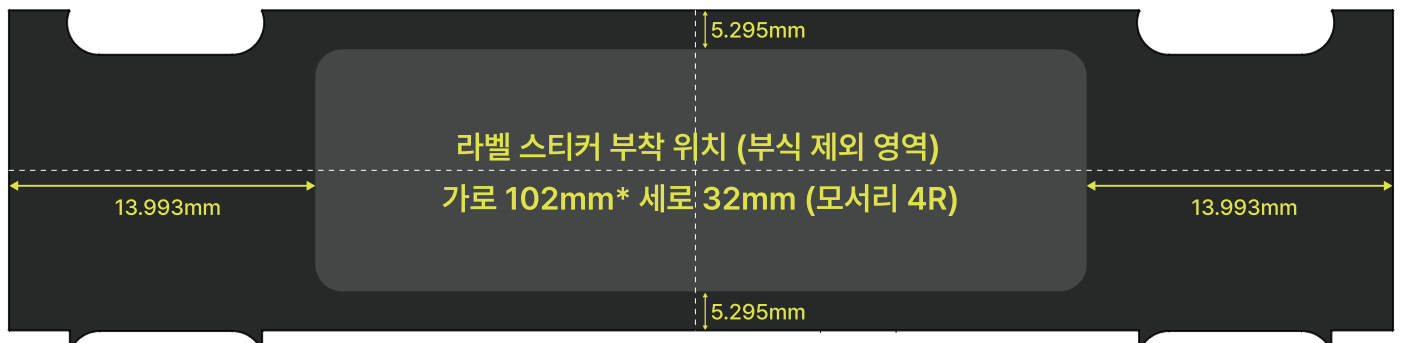 5.295mm
라벨 스티커 부착 위치 (부식 제외 영역)
가로 102mm* 세로 32mm (모서리 4R)
13.993mm
13.993mm
5.295mm